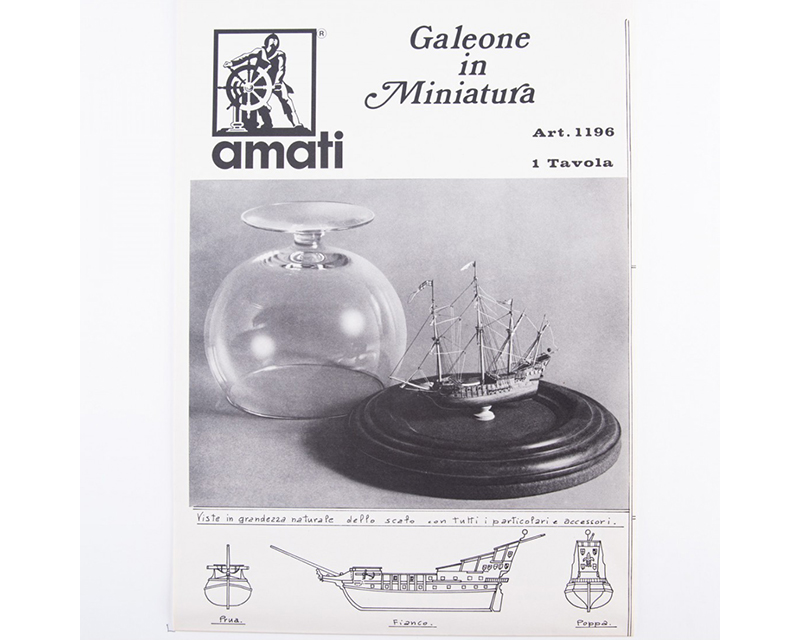 ®
amati
Galeone
in
Miniatura
Art. 1196
1 Tavola
Viste in grandezza naturale dello scafo con tutti i particolari e accessori.
Prua.
Fianco.
Poppa.